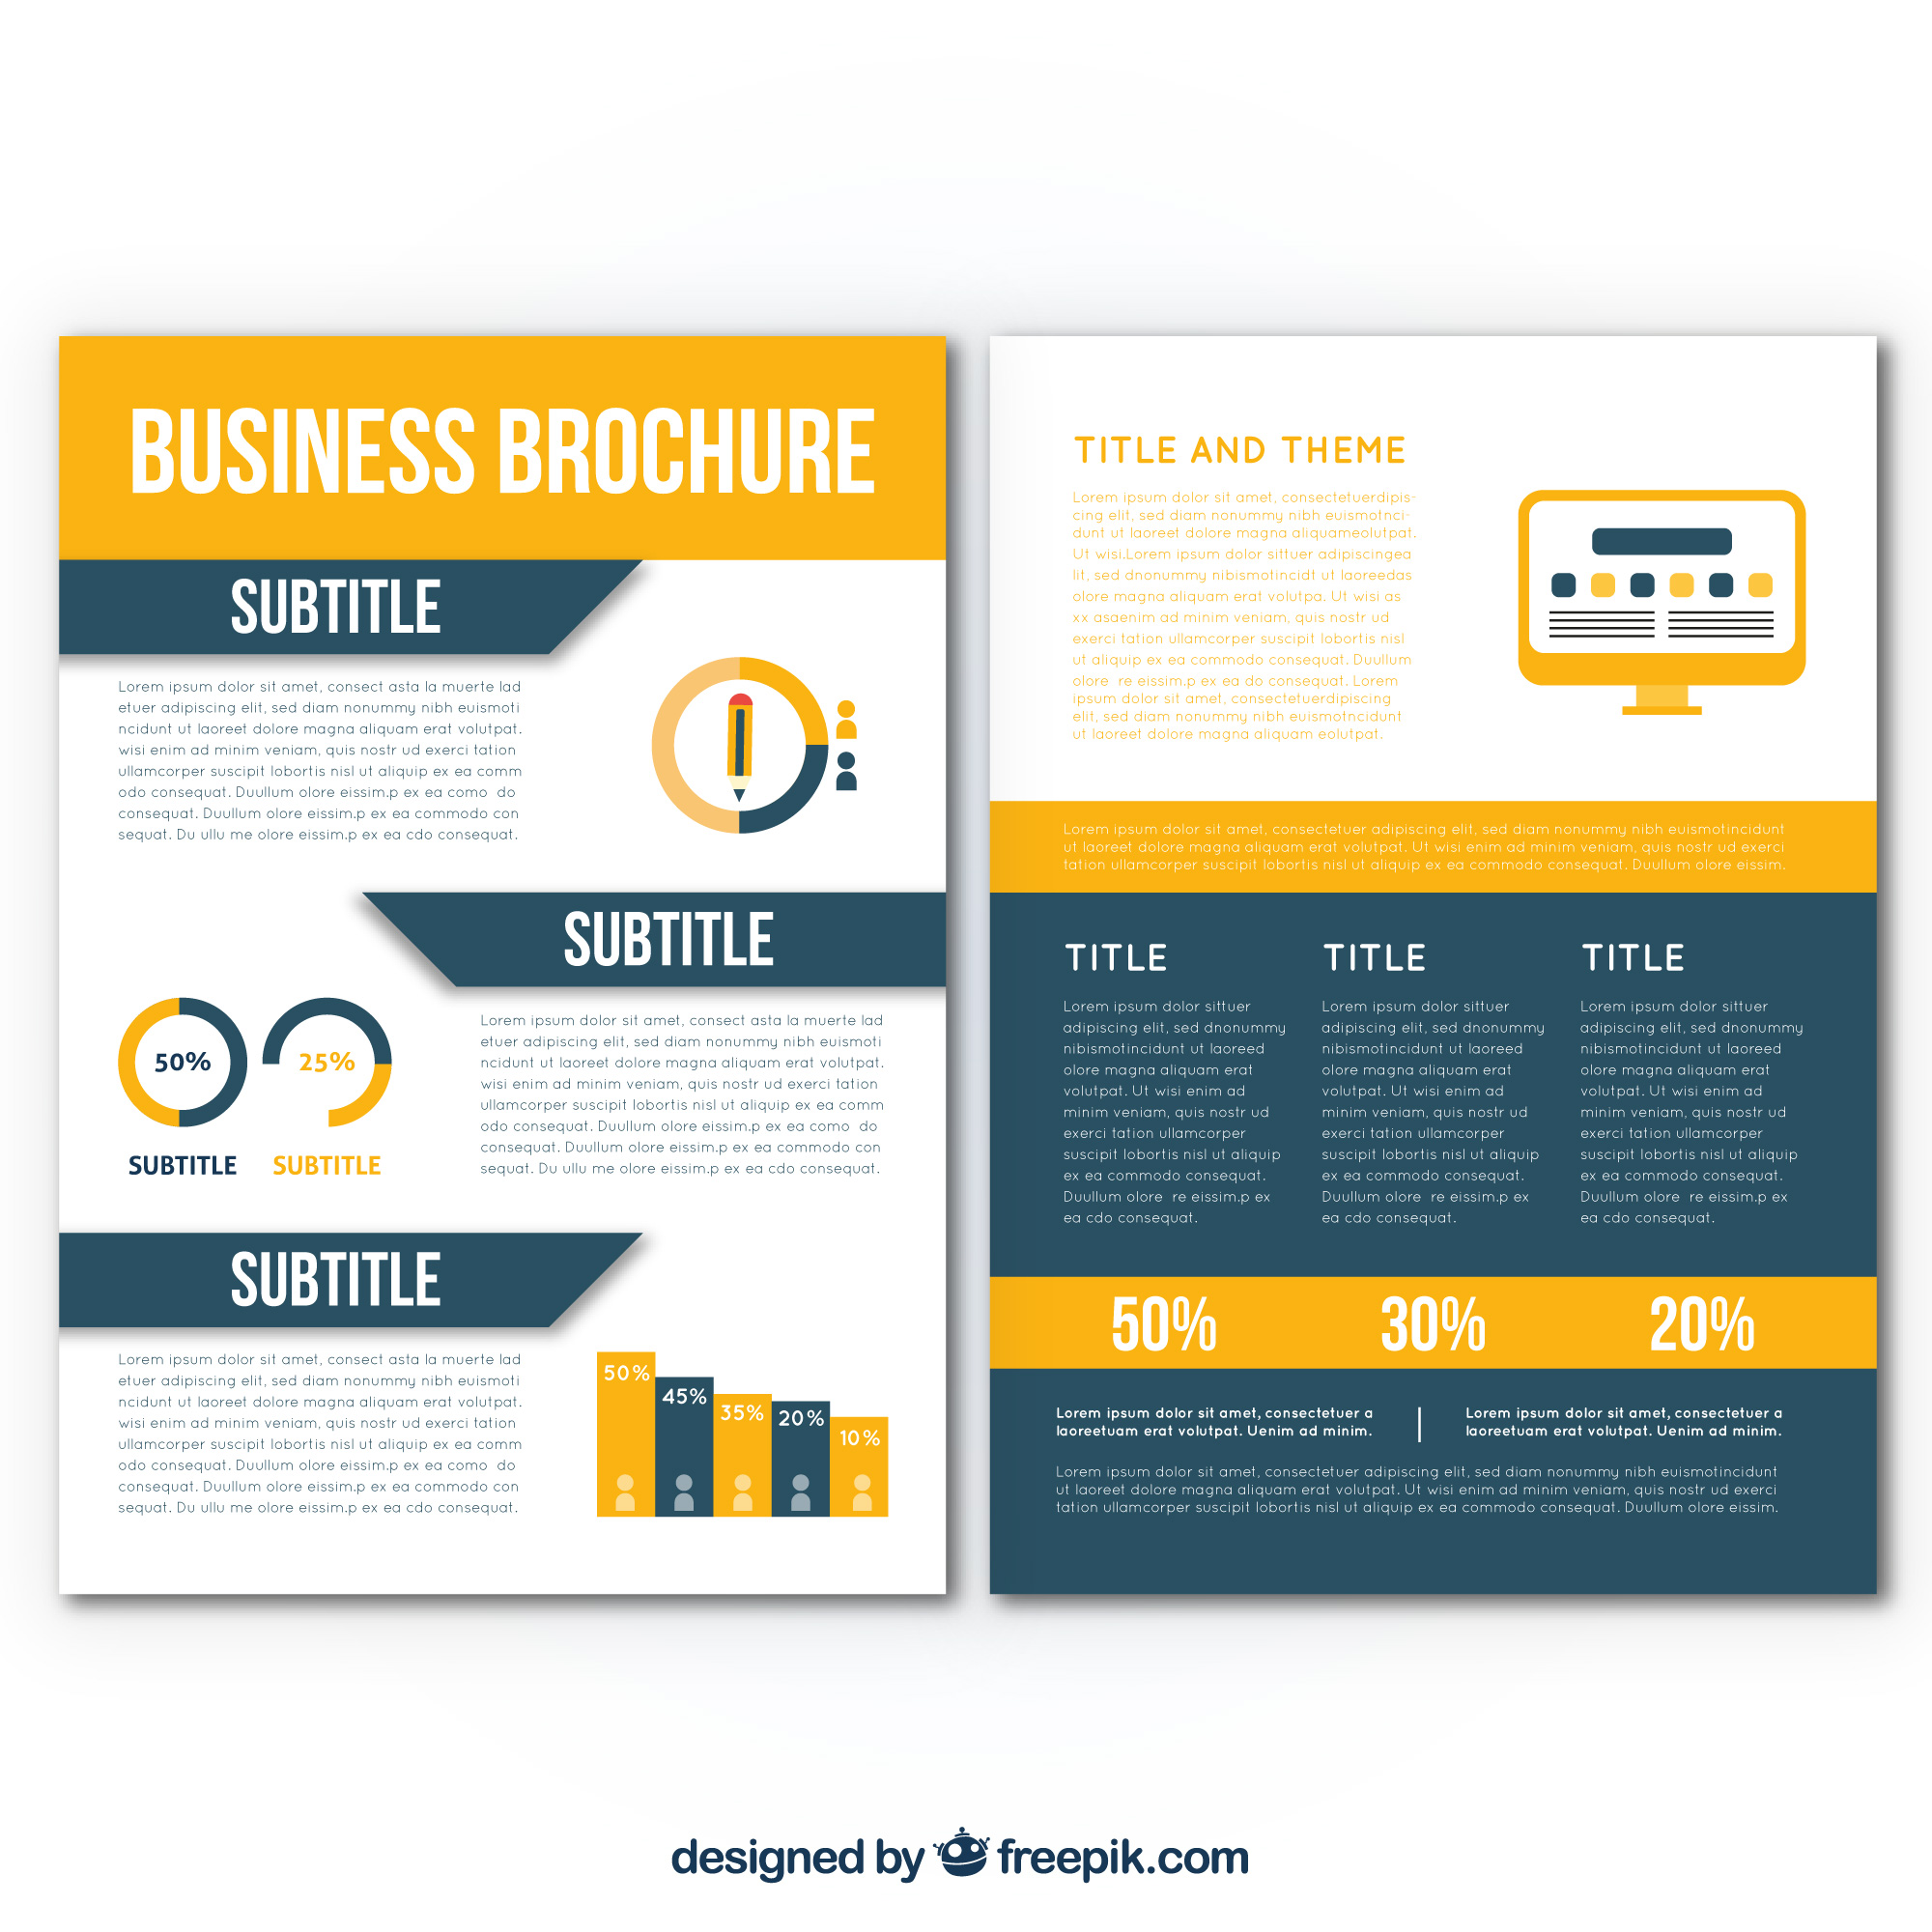 BUSINESS BROCHURE
SUBTITLE
Lorem ipsum dolor sit amet, consect asta la muerte lad
etuer adipiscing elit, sed diam nonummy nibh euismoti
ncidunt ut laoreet dolore magna aliquam erat volutpat.
wisi enim ad minim veniam, quis nostr ud exerci tation
ullamcorper suscipit lobortis nisl ut aliquip ex ea comm
odo consequat. Duullum olore eissim.p ex ea como  do
consequat. Duullum olore eissim.p ex ea commodo con
sequat. Du ullu me olore eissim.p ex ea cdo consequat.
SUBTITLE
50%
25%
SUBTITLE
SUBTITLE
Lorem ipsum dolor sit amet, consect asta la muerte lad
etuer adipiscing elit, sed diam nonummy nibh euismoti
ncidunt ut laoreet dolore magna aliquam erat volutpat.
wisi enim ad minim veniam, quis nostr ud exerci tation
ullamcorper suscipit lobortis nisl ut aliquip ex ea comm
odo consequat. Duullum olore eissim.p ex ea como  do
consequat. Duullum olore eissim.p ex ea commodo con
sequat. Du ullu me olore eissim.p ex ea cdo consequat.
SUBTITLE
Lorem ipsum dolor sit amet, consect asta la muerte lad
etuer adipiscing elit, sed diam nonummy nibh euismoti
ncidunt ut laoreet dolore magna aliquam erat volutpat.
wisi enim ad minim veniam, quis nostr ud exerci tation
ullamcorper suscipit lobortis nisl ut aliquip ex ea comm
odo consequat. Duullum olore eissim.p ex ea como  do
consequat. Duullum olore eissim.p ex ea commodo con
sequat. Du ullu me olore eissim.p ex ea cdo consequat.
50%
45%
35%
20%
10%
TITLE AND THEME
Lorem ipsum dolor sit amet, consectetuerdipis-
cing elit, sed diam nonummy nibh euismotnci-
dunt ut laoreet dolore magna aliquameolutpat.
Ut wisi.Lorem ipsum dolor sittuer adipiscingea
lit, sed dnonummy nibismotincidt ut laoreedas
olore magna aliquam erat volutpa. Ut wisi as
xx asaenim ad minim veniam, quis nostr ud
exerci tation ullamcorper suscipit lobortis nisl
ut aliquip ex ea commodo consequat. Duullum
olore  re eissim.p ex ea do consequat. Lorem
ipsum dolor sit amet, consectetuerdipiscing
elit, sed diam nonummy nibh euismotncidunt
ut laoreet dolore magna aliquam eolutpat.
Lorem ipsum dolor sit amet, consectetuer adipiscing elit, sed diam nonummy nibh euismotincidunt
ut laoreet dolore magna aliquam erat volutpat. Ut wisi enim ad minim veniam, quis nostr ud exerci
tation ullamcorper suscipit lobortis nisl ut aliquip ex ea commodo consequat. Duullum olore eissim.
TITLE
Lorem ipsum dolor sittuer
adipiscing elit, sed dnonummy
nibismotincidunt ut laoreed
olore magna aliquam erat
volutpat. Ut wisi enim ad
minim veniam, quis nostr ud
exerci tation ullamcorper
suscipit lobortis nisl ut aliquip
ex ea commodo consequat.
Duullum olore  re eissim.p ex
ea cdo consequat.
TITLE
Lorem ipsum dolor sittuer
adipiscing elit, sed dnonummy
nibismotincidunt ut laoreed
olore magna aliquam erat
volutpat. Ut wisi enim ad
minim veniam, quis nostr ud
exerci tation ullamcorper
suscipit lobortis nisl ut aliquip
ex ea commodo consequat.
Duullum olore  re eissim.p ex
ea cdo consequat.
TITLE
Lorem ipsum dolor sittuer
adipiscing elit, sed dnonummy
nibismotincidunt ut laoreed
olore magna aliquam erat
volutpat. Ut wisi enim ad
minim veniam, quis nostr ud
exerci tation ullamcorper
suscipit lobortis nisl ut aliquip
ex ea commodo consequat.
Duullum olore  re eissim.p ex
ea cdo consequat.
50%
30%
20%
Lorem ipsum dolor sit amet, consectetuer a
laoreetuam erat volutpat. Uenim ad minim.
Lorem ipsum dolor sit amet, consectetuer a
laoreetuam erat volutpat. Uenim ad minim.
Lorem ipsum dolor sit amet, consectetuer adipiscing elit, sed diam nonummy nibh euismotincidunt
ut laoreet dolore magna aliquam erat volutpat. Ut wisi enim ad minim veniam, quis nostr ud exerci
tation ullamcorper suscipit lobortis nisl ut aliquip ex ea commodo consequat. Duullum olore eissim.
designed by freepik.com